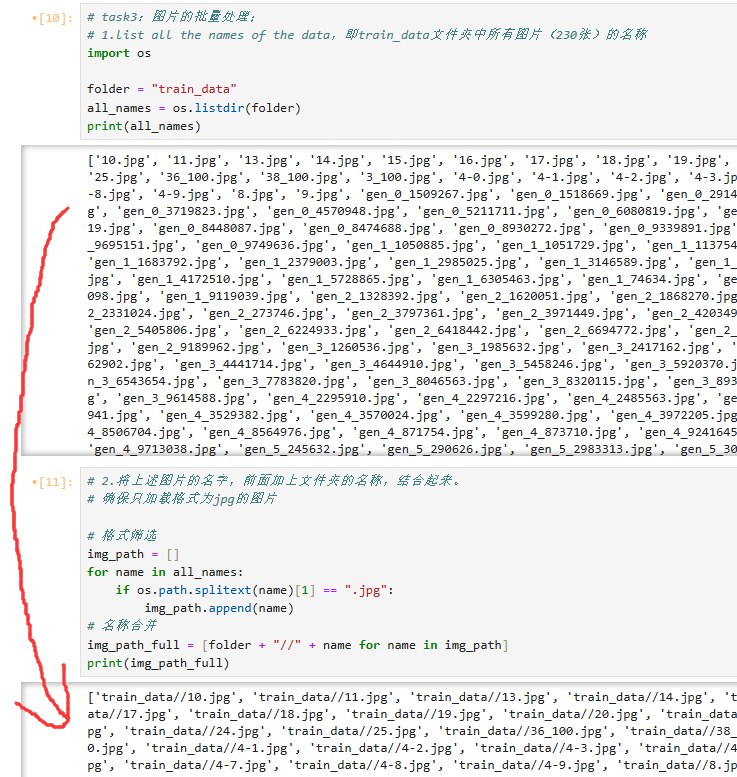 •[10]:
# task3：图片的批量处理；
# 1.list all the names of the data，即train_data文件夹中所有图片（230张）的名称
import os
folder = "train_data"
all_names = os.listdir(folder)
print(all_names)
['10.jpg', '11.jpg', '13.jpg', '14.jpg', '15.jpg', '16.jpg', '17.jpg', '18.jpg', '19.jpg',
'25.jpg', '36_100.jpg', '38_100.jpg', '3_100.jpg', '4-0.jpg', '4-1.jpg', '4-2.jpg', '4-3.jp
-8.jpg', '4-9.jpg', '8.jpg', '9.jpg', 'gen_0_1509267.jpg', 'gen_0_1518669.jpg', 'gen_0_2914
g', 'gen_0_3719823.jpg', 'gen_0_4570948.jpg', 'gen_0_5211711.jpg', 'gen_0_6080819.jpg', 'ge
19.jpg', 'gen_0_8448087.jpg', 'gen_0_8474688.jpg', 'gen_0_8930272.jpg', 'gen_0_9339891.jpg'
_9695151.jpg', 'gen_0_9749636.jpg', 'gen_1_1050885.jpg', 'gen_1_1051729.jpg', 'gen_1_113754
'gen_1_1683792.jpg', 'gen_1_2379003.jpg', 'gen_1_2985025.jpg', 'gen_1_3146589.jpg', 'gen_1_
jpg', 'gen_1_4172510.jpg', 'gen_1_5728865.jpg', 'gen_1_6305463.jpg', 'gen_1_74634.jpg', 'ge
098.jpg', 'gen_1_9119039.jpg', 'gen_2_1328392.jpg', 'gen_2_1620051.jpg', 'gen_2_1868270.jpg
2_2331024.jpg', 'gen_2_273746.jpg', 'gen_2_3797361.jpg', 'gen_2_3971449.jpg', 'gen_2_420349
'gen_2_5405806.jpg', 'gen_2_6224933.jpg', 'gen_2_6418442.jpg', 'gen_2_6694772.jpg', 'gen_2_
jpg', 'gen_2_9189962.jpg', 'gen_3_1260536.jpg', 'gen_3_1985632.jpg', 'gen_3_2417162.jpg', '
62902.jpg', 'gen_3_4441714.jpg', 'gen_3_4644910.jpg', 'gen_3_5458246.jpg', 'gen_3_5920370.j
n_3_6543654.jpg', 'gen_3_7783820.jpg', 'gen_3_8046563.jpg', 'gen_3_8320115.jpg', 'gen_3_893
g', 'gen_3_9614588.jpg', 'gen_4_2295910.jpg', 'gen_4_2297216.jpg', 'gen_4_2485563.jpg', 'ge
941.jpg', 'gen_4_3529382.jpg', 'gen_4_3570024.jpg', 'gen_4_3599280.jpg', 'gen_4_3972205.jpg
4_8506704.jpg', 'gen_4_8564976.jpg', 'gen_4_871754.jpg', 'gen_4_873710.jpg', 'gen_4_9241645
'gen_4_9713038.jpg', 'gen_5_245632.jpg', 'gen_5_290626.jpg', 'gen_5_2983313.jpg', 'gen_5_30
•[11]:
# 2.将上述图片的名字，前面加上文件夹的名称，结合起来。
# 确保只加载格式为jpg的图片
# 格式筛选
img_path = []
for name in all_names:
if os.path.splitext(name)[1] == ".jpg":
img_path.append(name)
# 名称合并
img_path_full = [folder + "//" + name for name in img_path]
print(img_path_full)
['train_data//10.jpg', 'train_data//11.jpg', 'train_data//13.jpg', 'train_data//14.jpg', 't
ata//17.jpg', 'train_data//18.jpg', 'train_data//19.jpg', 'train_data//20.jpg', 'train_data
pg', 'train_data//24.jpg', 'train_data//25.jpg', 'train_data//36_100.jpg', 'train_data//38_
0.jpg', 'train_data//4-1.jpg', 'train_data//4-2.jpg', 'train_data//4-3.jpg', 'train_data//4
pg', 'train_data//4-7.jpg', 'train_data//4-8.jpg', 'train_data//4-9.jpg', 'train_data//8.jp